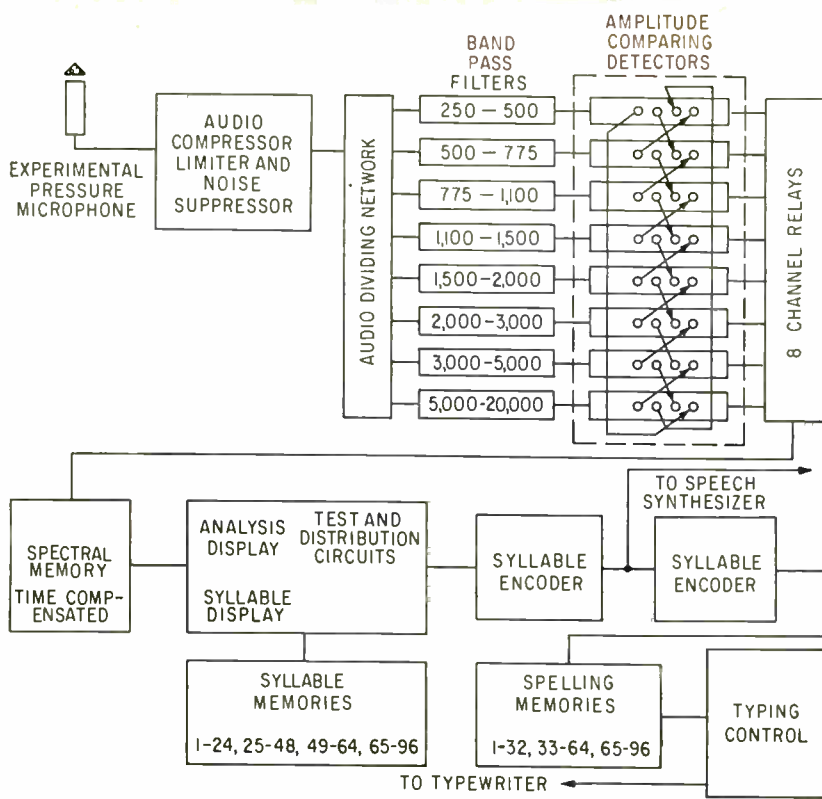 AMPLITUDE
COMPARING
DETECTORS
BAND
PASS
FILTERS
EXPERIMENTAL
PRESSURE
MICROPHONE
AUDIO
COMPRESSOR
LIMITER AND
NOISE
SUPPRESSOR
AUDIO DIVIDING NETWORK
250 – 500
500 – 775
775 – 1,100
1,100 – 1,500
1,500–2,000
2,000–3,000
3,000–5,000
5,000-20,000
8 CHANNEL RELAYS
SPECTRAL
MEMORY
TIME COMP-
ENSATED
ANALYSIS
DISPLAY
TEST AND
DISTRIBUTION
CIRCUITS
SYLLABLE
DISPLAY
SYLLABLE
ENCODER
TO SPEECH
SYNTHESIZER
SYLLABLE
ENCODER
SYLLABLE
MEMORIES
1-24, 25-48, 49-64, 65-96
SPELLING
MEMORIES
1-32, 33-64, 65-96
TYPING
CONTROL
TO TYPEWRITER